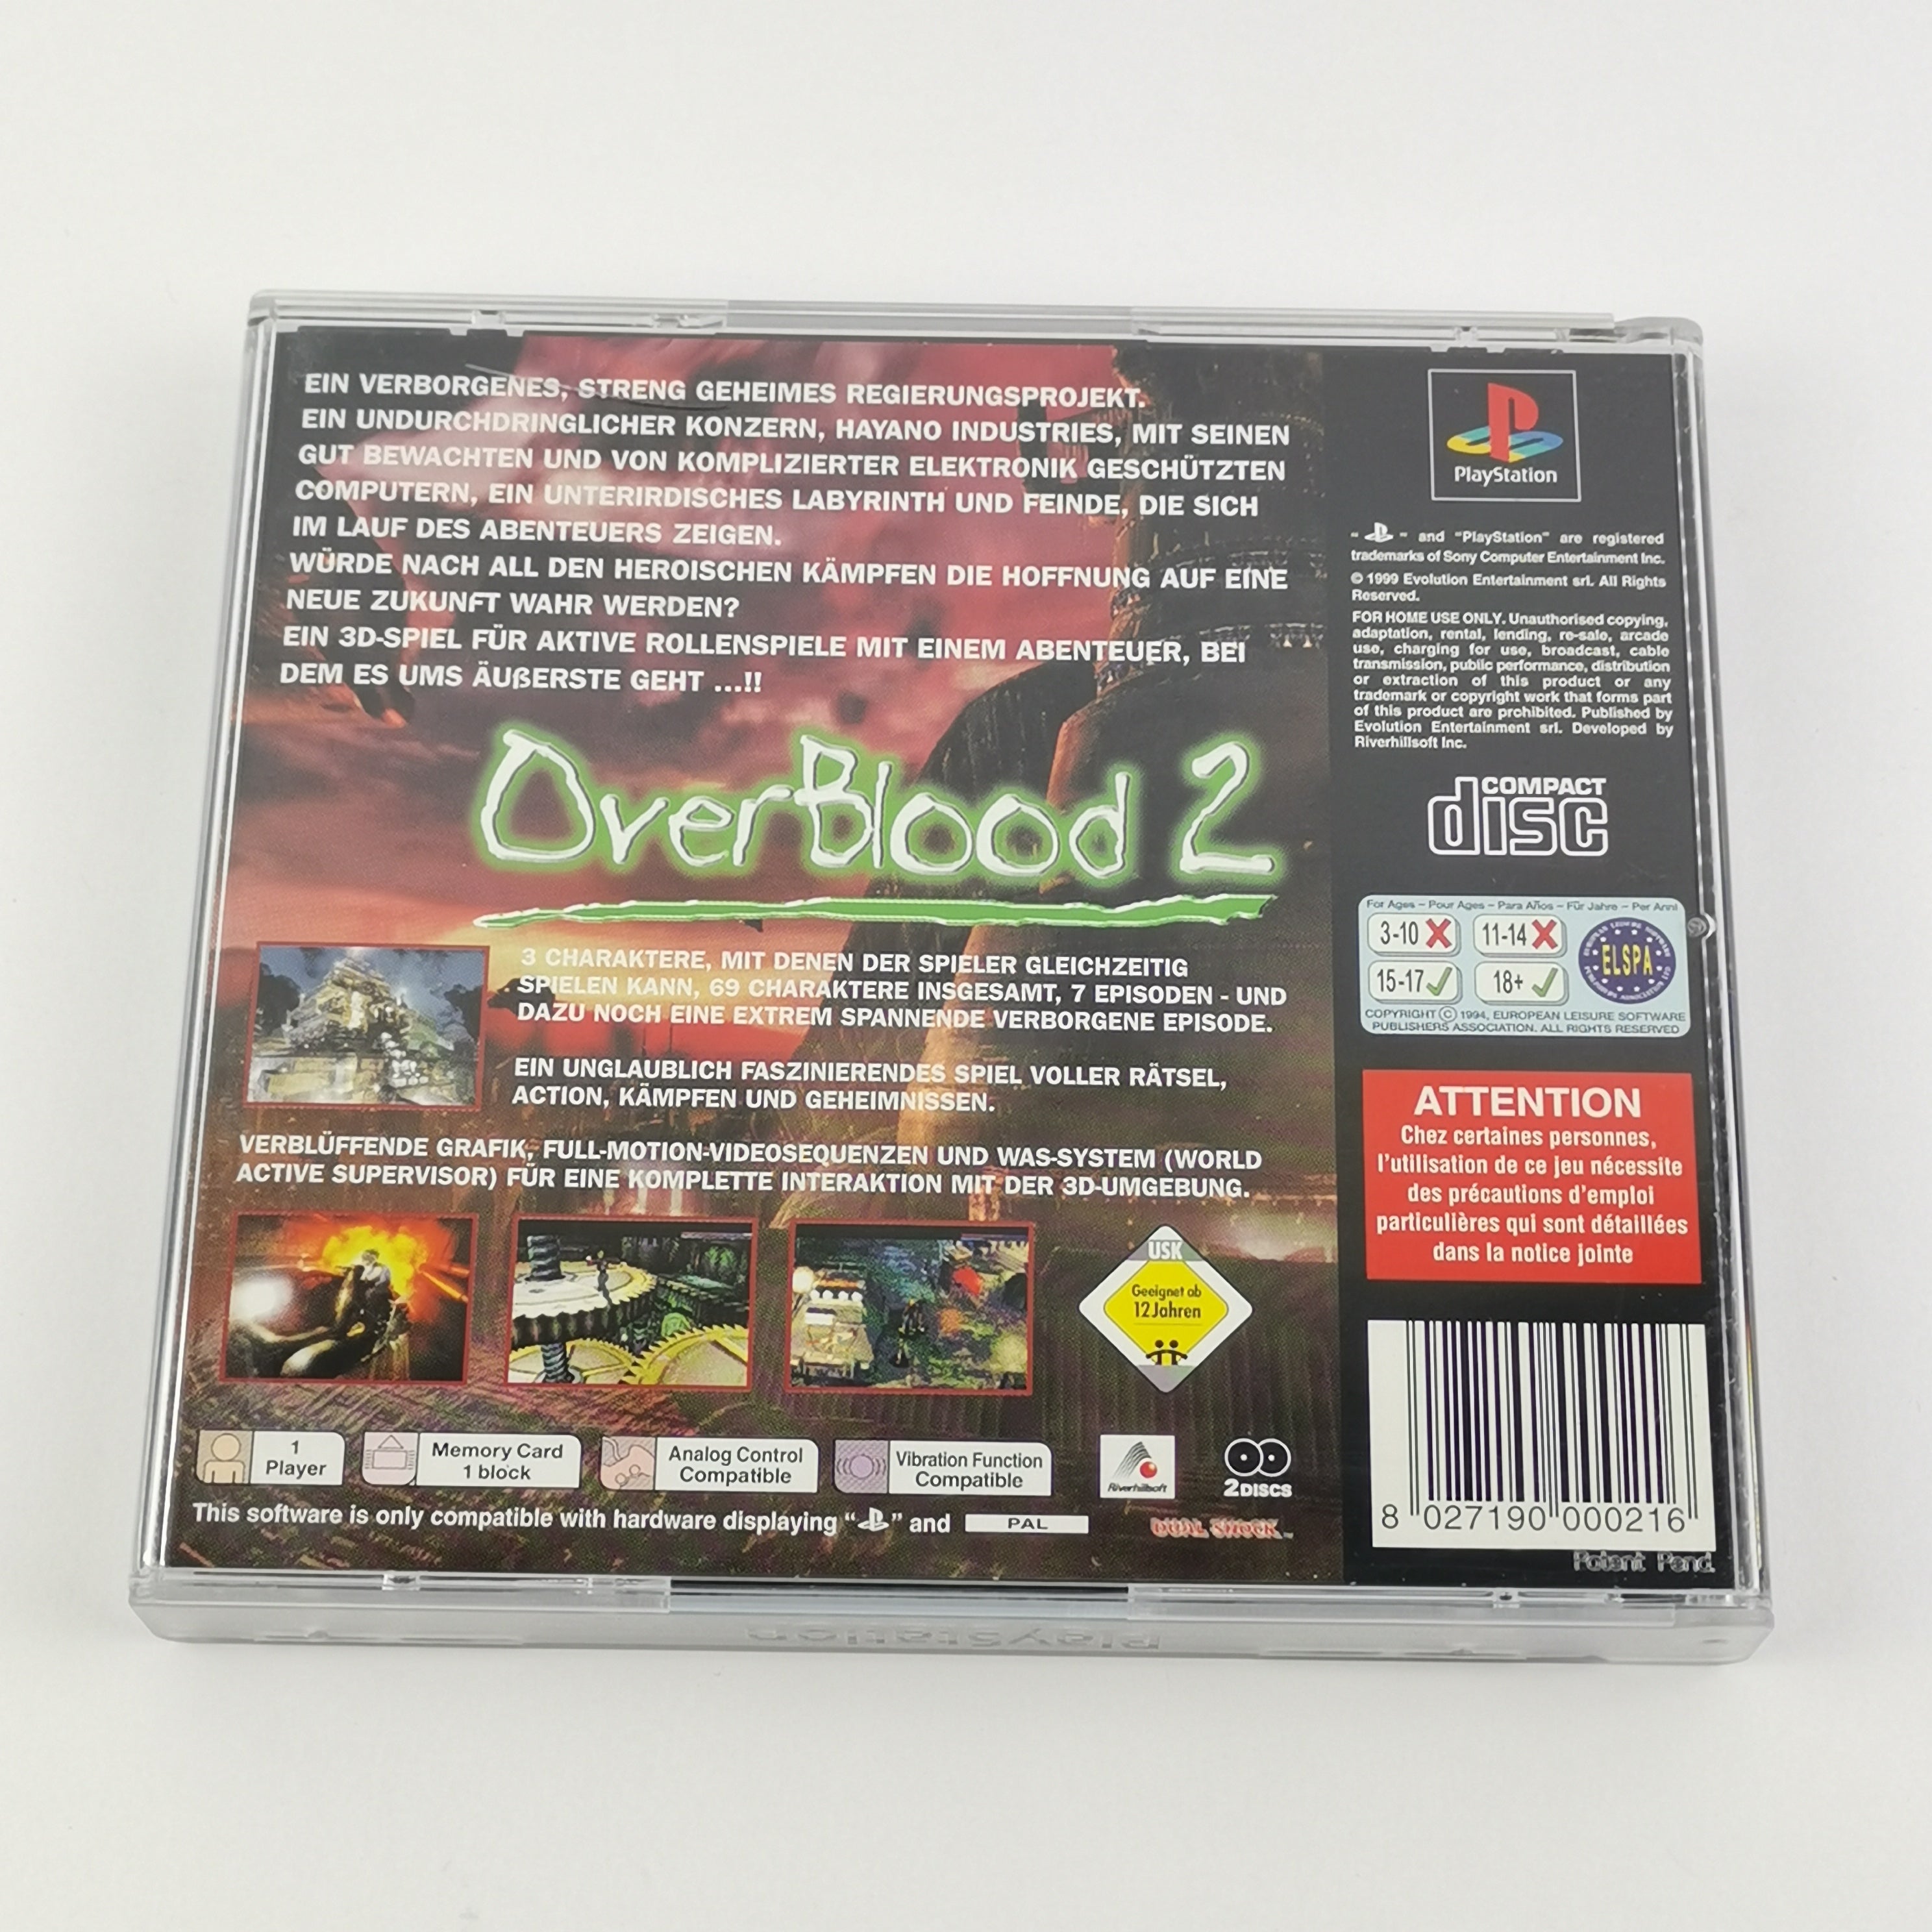 EIN VERBORGENES, STRENG GEHEIMES REGIERUNGSPROJEKT.
EIN UNDURCHDRINGLICHER KONZERN, HAYANO INDUSTRIES, MIT SEINEN
GUT BEWACHTEN UND VON KOMPLIZIERTER ELEKTRONIK GESCHÜTZTEN
COMPUTERN, EIN UNTERIRDISCHES LABYRINTH UND FEINDE, DIE SICH
IM LAUF DES ABENTEUERS ZEIGEN.
WÜRDE NACH ALL DEN HEROISCHEN KÄMPFEN DIE HOFFNUNG AUF EINE
NEUE ZUKUNFT WAHR WERDEN?
EIN 3D-SPIEL FÜR AKTIVE ROLLENSPIELE MIT EINEM ABENTEUER, BEI
DEM ES UMS ÄUßERSTE GEHT ...!!
OverBlood 2
3 CHARAKTERE, MIT DENEN DER SPIELER GLEICHZEITIG
SPIELEN KANN, 69 CHARAKTERE INSGESAMT, 7 EPISODEN - UND
DAZU NOCH EINE EXTREM SPANNENDE VERBORGENE EPISODE.
EIN UNGLAUBLICH FASZINIERENDES SPIEL VOLLER RÄTSEL,
ACTION, KÄMPFEN UND GEHEIMNISSEN.
VERBLÜFFENDE GRAFIK, FULL-MOTION-VIDEOSEQUENZEN UND WAS-SYSTEM (WORLD
ACTIVE SUPERVISOR) FÜR EINE KOMPLETTE INTERAKTION MIT DER 3D-UMGEBUNG.
USK
Geeignet ab
12 Jahren
1
Player
Memory Card
1 block
Analog Control
Compatible
Vibration Function
Compatible
Riverhillsoft
2 DISCS
This software is only compatible with hardware displaying “ ” and PAL
DUAL SHOCK™
PlayStation
“ ” and “PlayStation” are registered
trademarks of Sony Computer Entertainment Inc.
© 1999 Evolution Entertainment srl. All Rights
Reserved.
FOR HOME USE ONLY. Unauthorised copying,
adaptation, rental, lending, re-sale, arcade
use, charging for use, broadcast, cable
transmission, public performance, distribution
or extraction of this product or any
trademark or copyright work that forms part
of this product are prohibited. Published by
Evolution Entertainment srl. Developed by
Riverhillsoft Inc.
COMPACT
disc
For Ages – Pour Ages – Para Años – Für Jahre – Per Anni
3-10 11-14
ELSPA
15-17 18+
COPYRIGHT © 1994, EUROPEAN LEISURE SOFTWARE
PUBLISHERS ASSOCIATION. ALL RIGHTS RESERVED
ATTENTION
Chez certaines personnes,
l'utilisation de ce jeu nécessite
des précautions d'emploi
particulières qui sont détaillées
dans la notice jointe
8 027190 000216
Patent Pend.
PlayStation